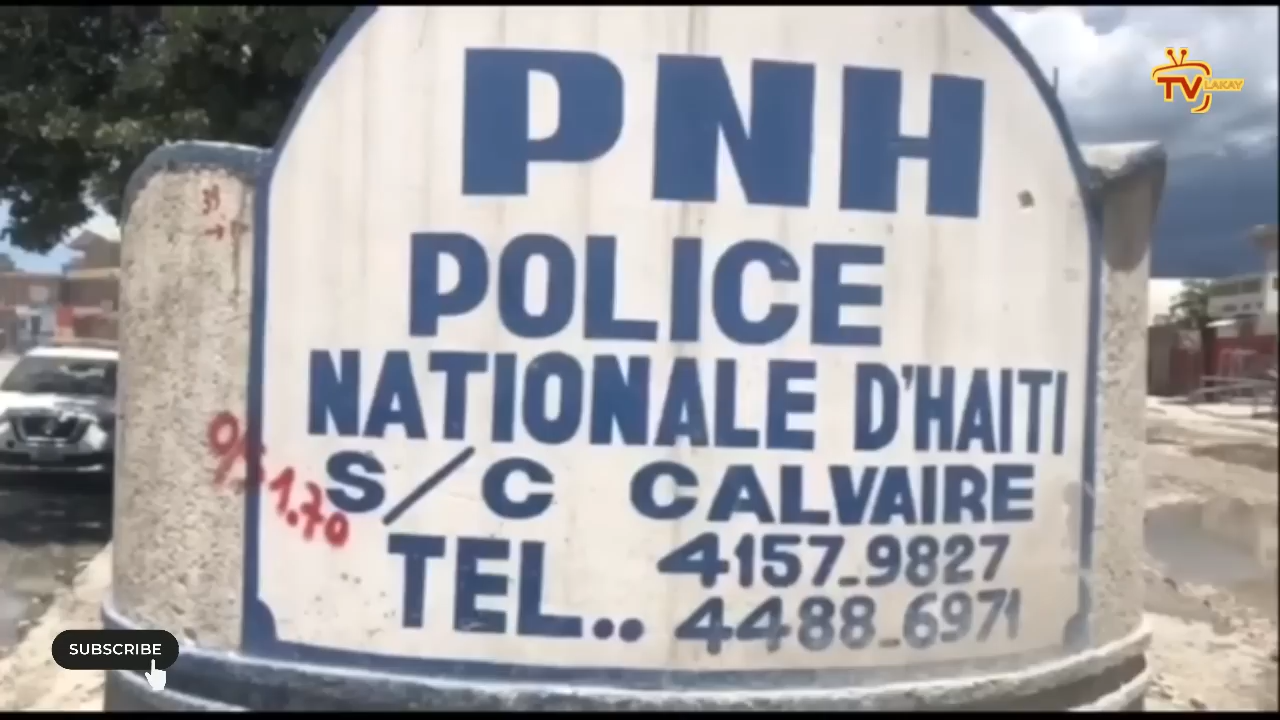 PNH
POLICE
NATIONALE D'HAITI
S/C CALVAIRE
TEL.. 4157_9827
4488_6971
TV LAKAY
SUBSCRIBE